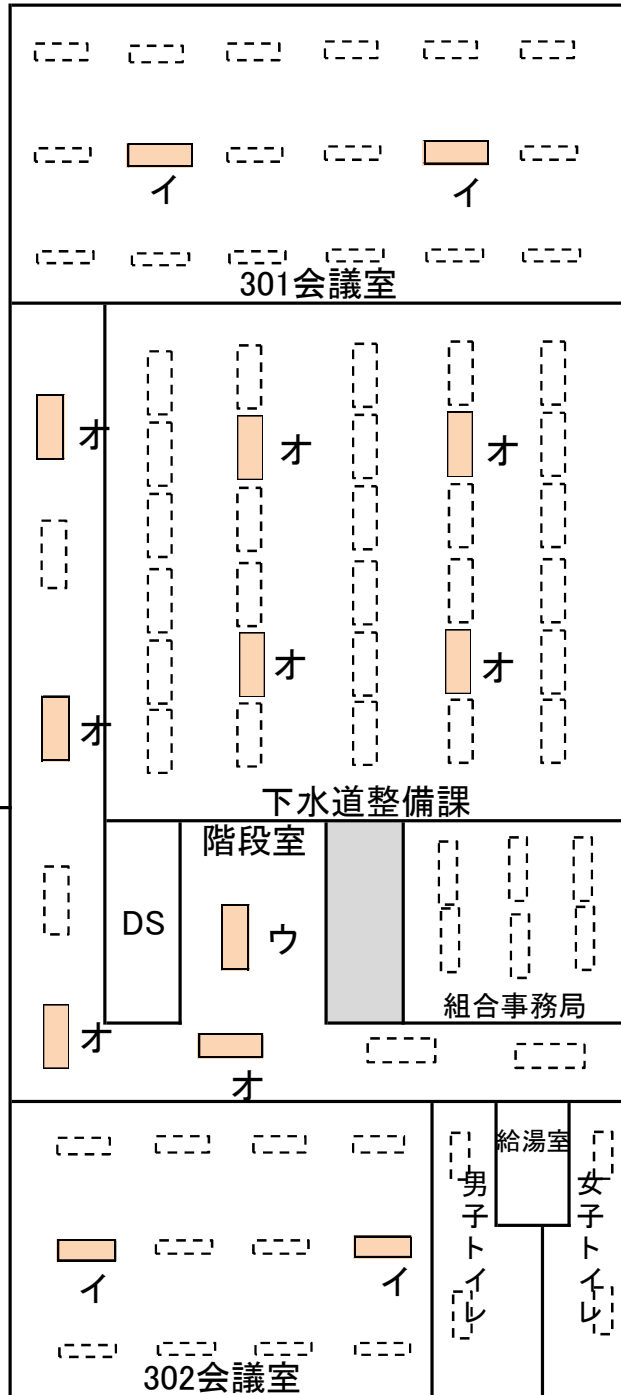 イ イ
301会議室
オ
オ オ
オ オ
オ
下水道整備課
階段室
DS
ウ
組合事務局
オ
オ
給湯室
男子トイレ
女子トイレ
イ イ
302会議室